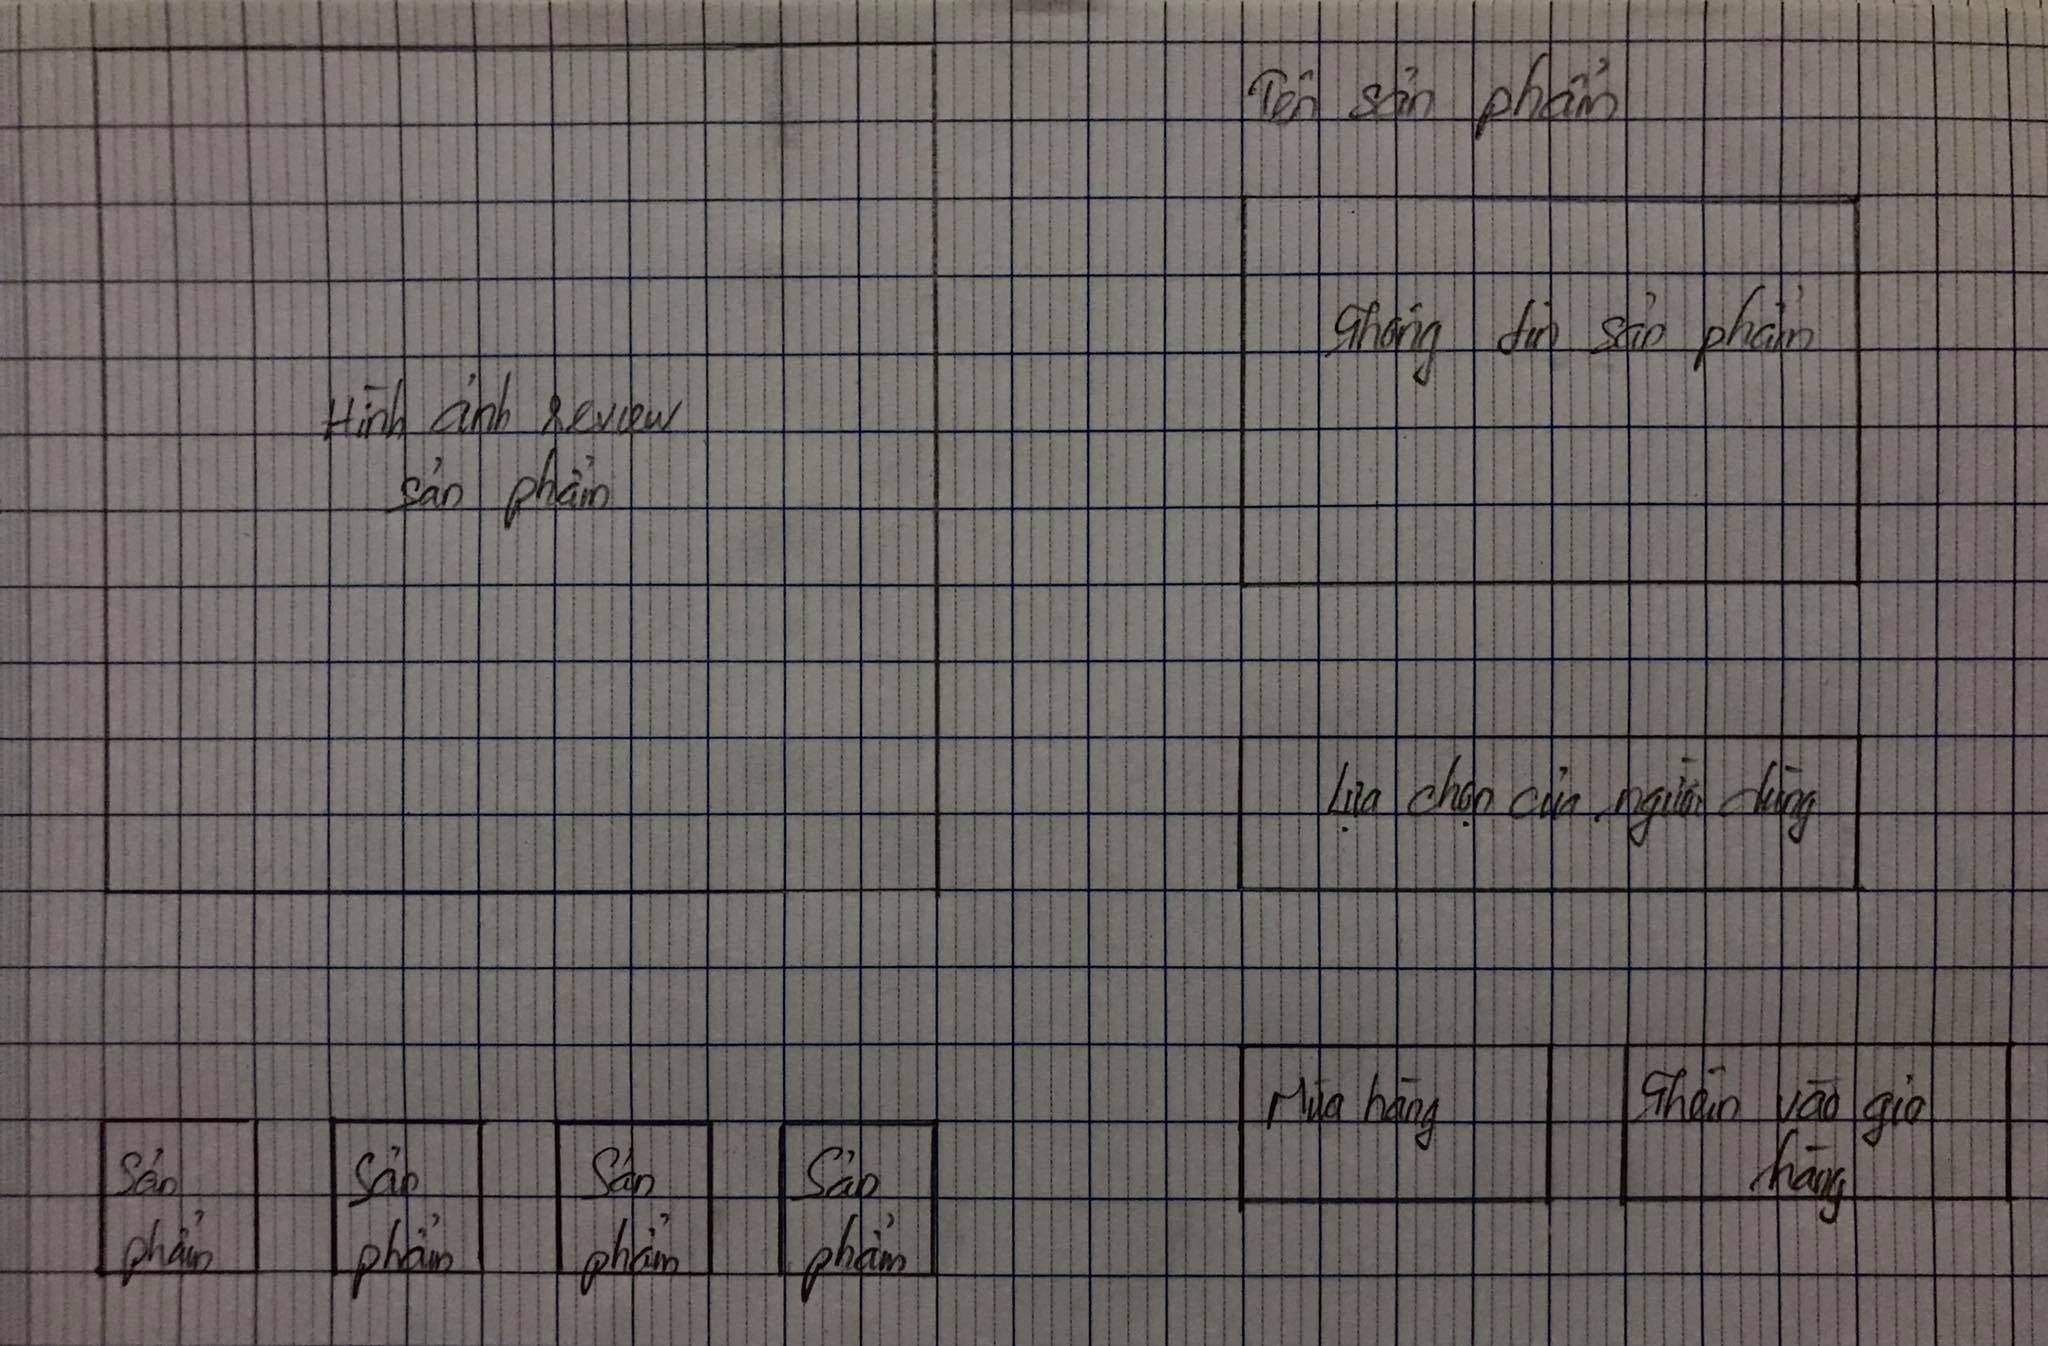 Tên sản phẩm
Thông tin sản phẩm
Hình ảnh review
sản phẩm
Lựa chọn của người dùng
Mua hàng
Thêm vào giỏ
hàng
Sản
phẩm
Sản
phẩm
Sản
phẩm
Sản
phẩm